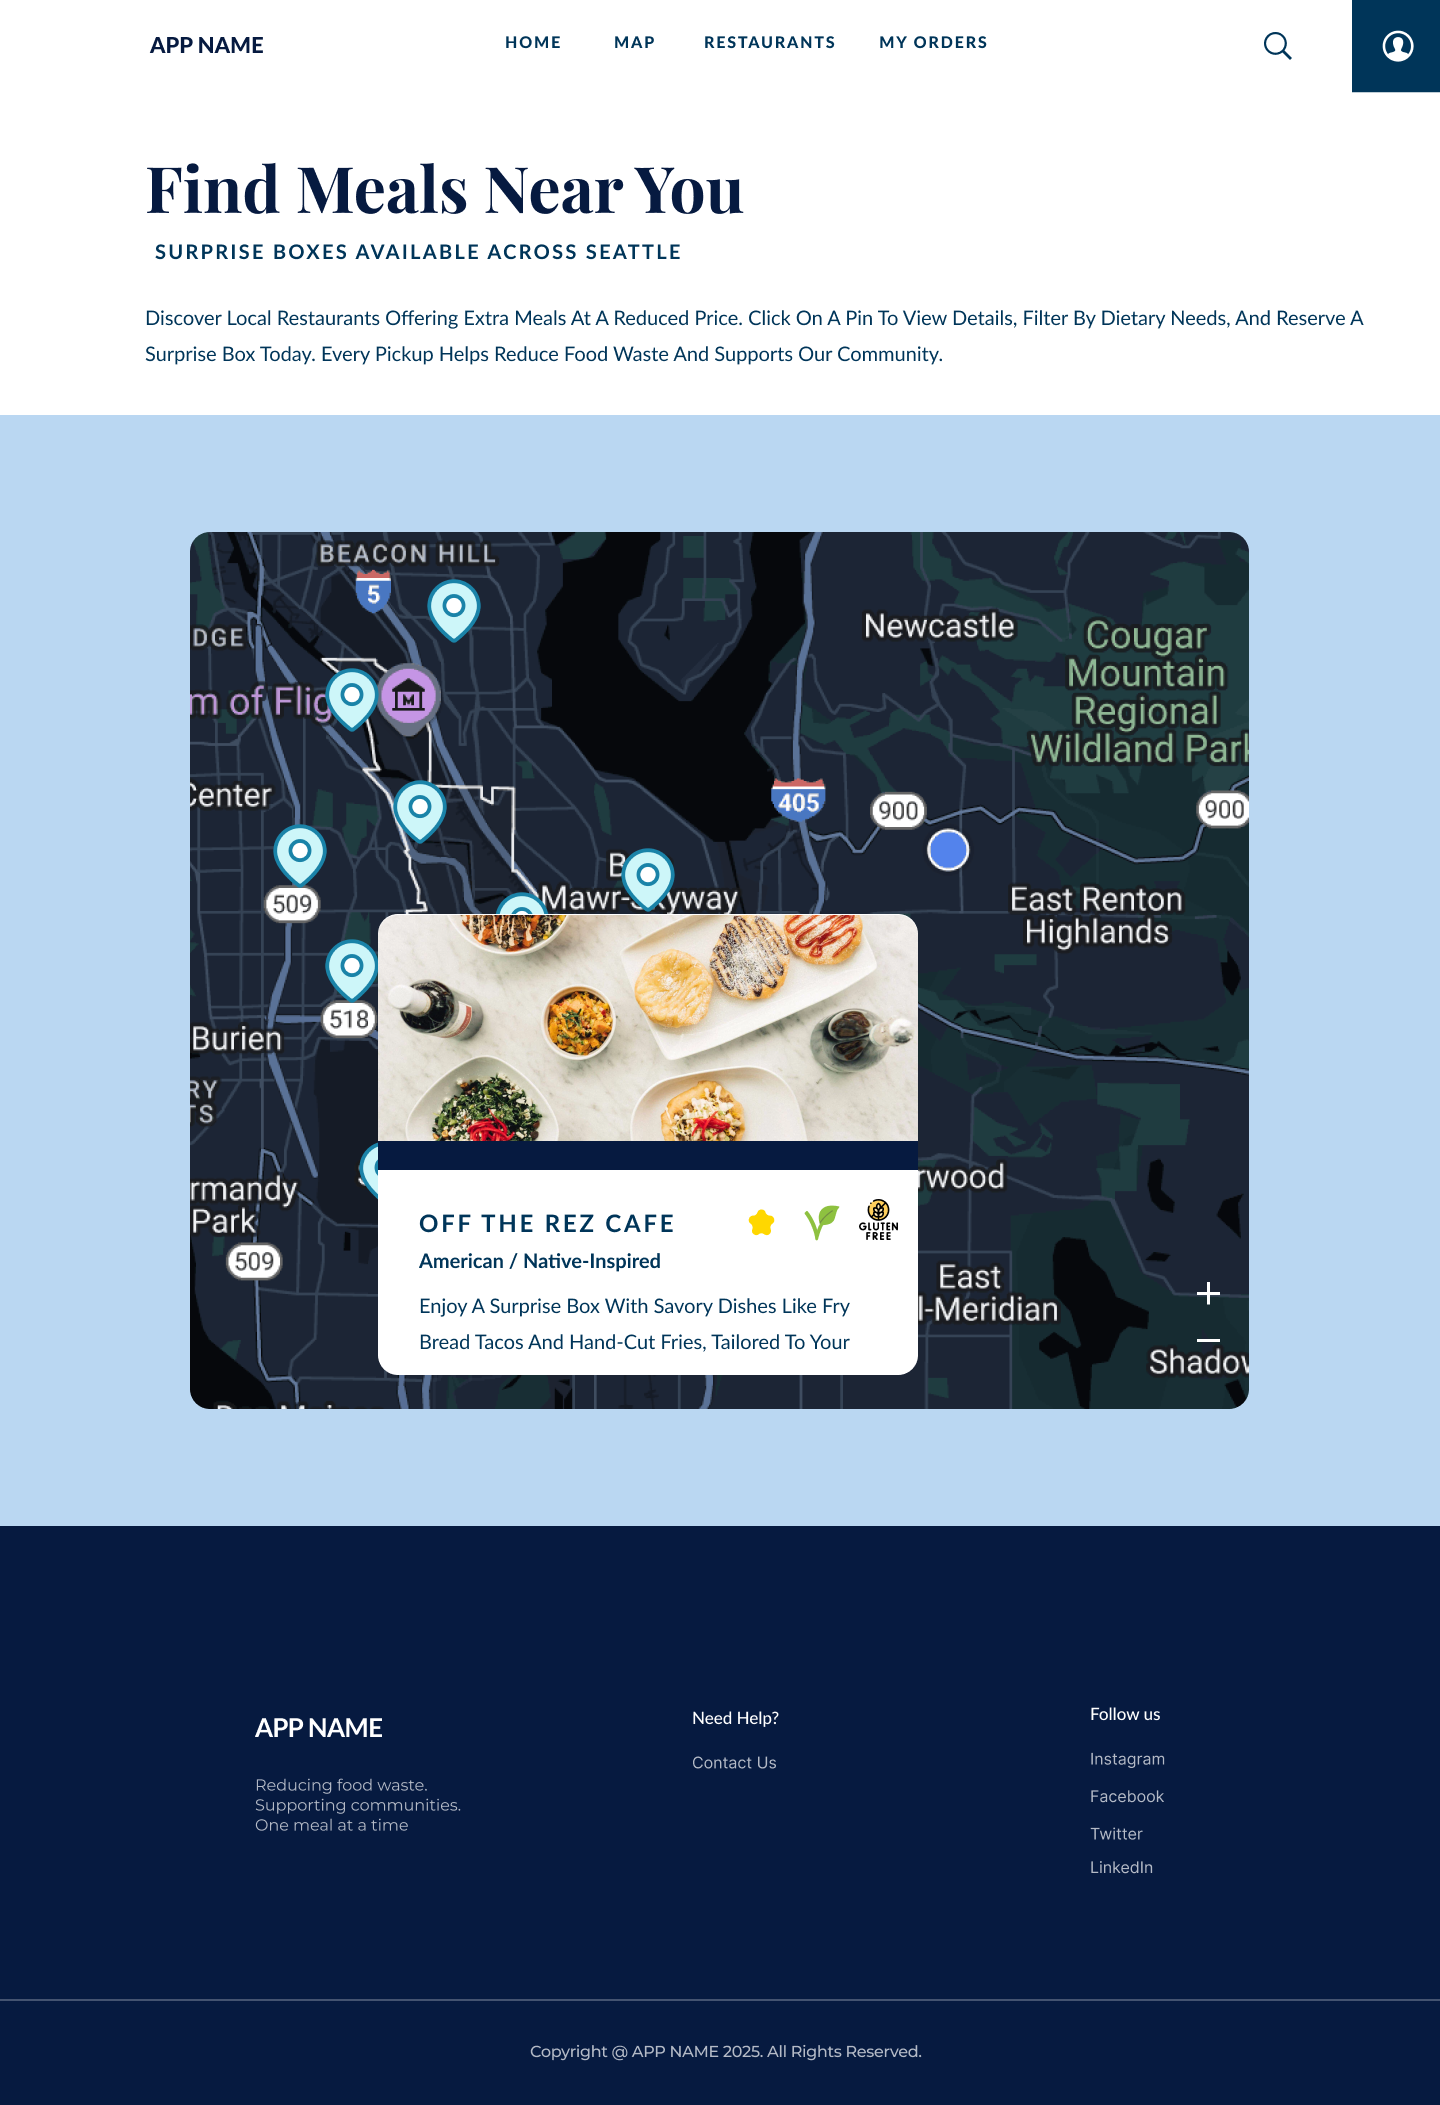 APP NAME
HOME
MAP
RESTAURANTS
MY ORDERS
Find Meals Near You
SURPRISE BOXES AVAILABLE ACROSS SEATTLE
Discover Local Restaurants Offering Extra Meals At A Reduced Price. Click On A Pin To View Details, Filter By Dietary Needs, And Reserve A
Surprise Box Today. Every Pickup Helps Reduce Food Waste And Supports Our Community.
BEACON HILL
5
DGE
Newcastle
Cougar
Mountain
Regional
Wildland Park
m of Flig
M
Center
405
900
900
509
Mawr-Skyway
East Renton
Highlands
518
Burien
RY
TS
rmandy
Park
509
rwood
OFF THE REZ CAFE
GLUTEN
FREE
American / Native-Inspired
Enjoy A Surprise Box With Savory Dishes Like Fry
Bread Tacos And Hand-Cut Fries, Tailored To Your
East
l-Meridian
+
−
Shadow
APP NAME
Reducing food waste.
Supporting communities.
One meal at a time
Need Help?
Contact Us
Follow us
Instagram
Facebook
Twitter
LinkedIn
Copyright @ APP NAME 2025. All Rights Reserved.